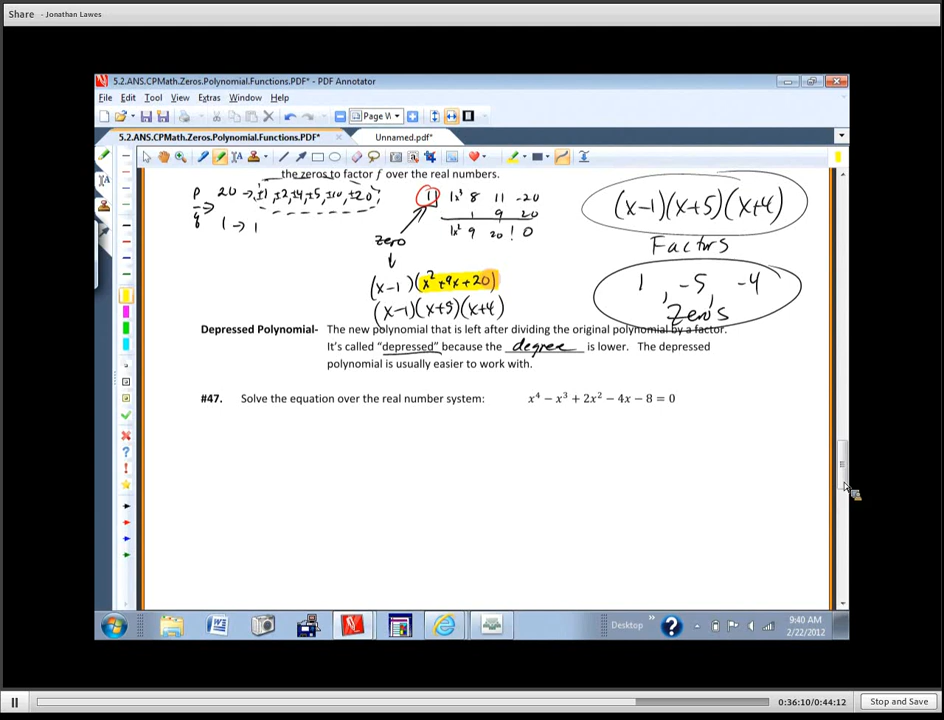 Share - Jonathan Lawes
5.2.ANS.CPMath.Zeros.Polynomial.Functions.PDF* - PDF Annotator
File Edit Tool View Extras Window Help
Page W
5.2.ANS.CPMath.Zeros.Polynomial.Functions.PDF* Unnamed.pdf*
the zeros to factor f over the real numbers.
p 20 → ±1, ±2, ±4, ±5, ±10, ±20,
q 1 → 1
1 1x³ 8 11 -20
1 9 20
1x² 9 20 ! 0
zero
(x-1)(x²+9x+20)
(x-1)(x+5)(x+4)
(x-1)(x+5)(x+4)
Factors
1, -5, -4
Zeros
Depressed Polynomial- The new polynomial that is left after dividing the original polynomial by a factor.
It's called "depressed" because the degree is lower. The depressed
polynomial is usually easier to work with.
#47. Solve the equation over the real number system: x⁴ − x³ + 2x² − 4x − 8 = 0
Desktop
9:40 AM
2/22/2012
0:36:10 / 0:44:12 Stop and Save